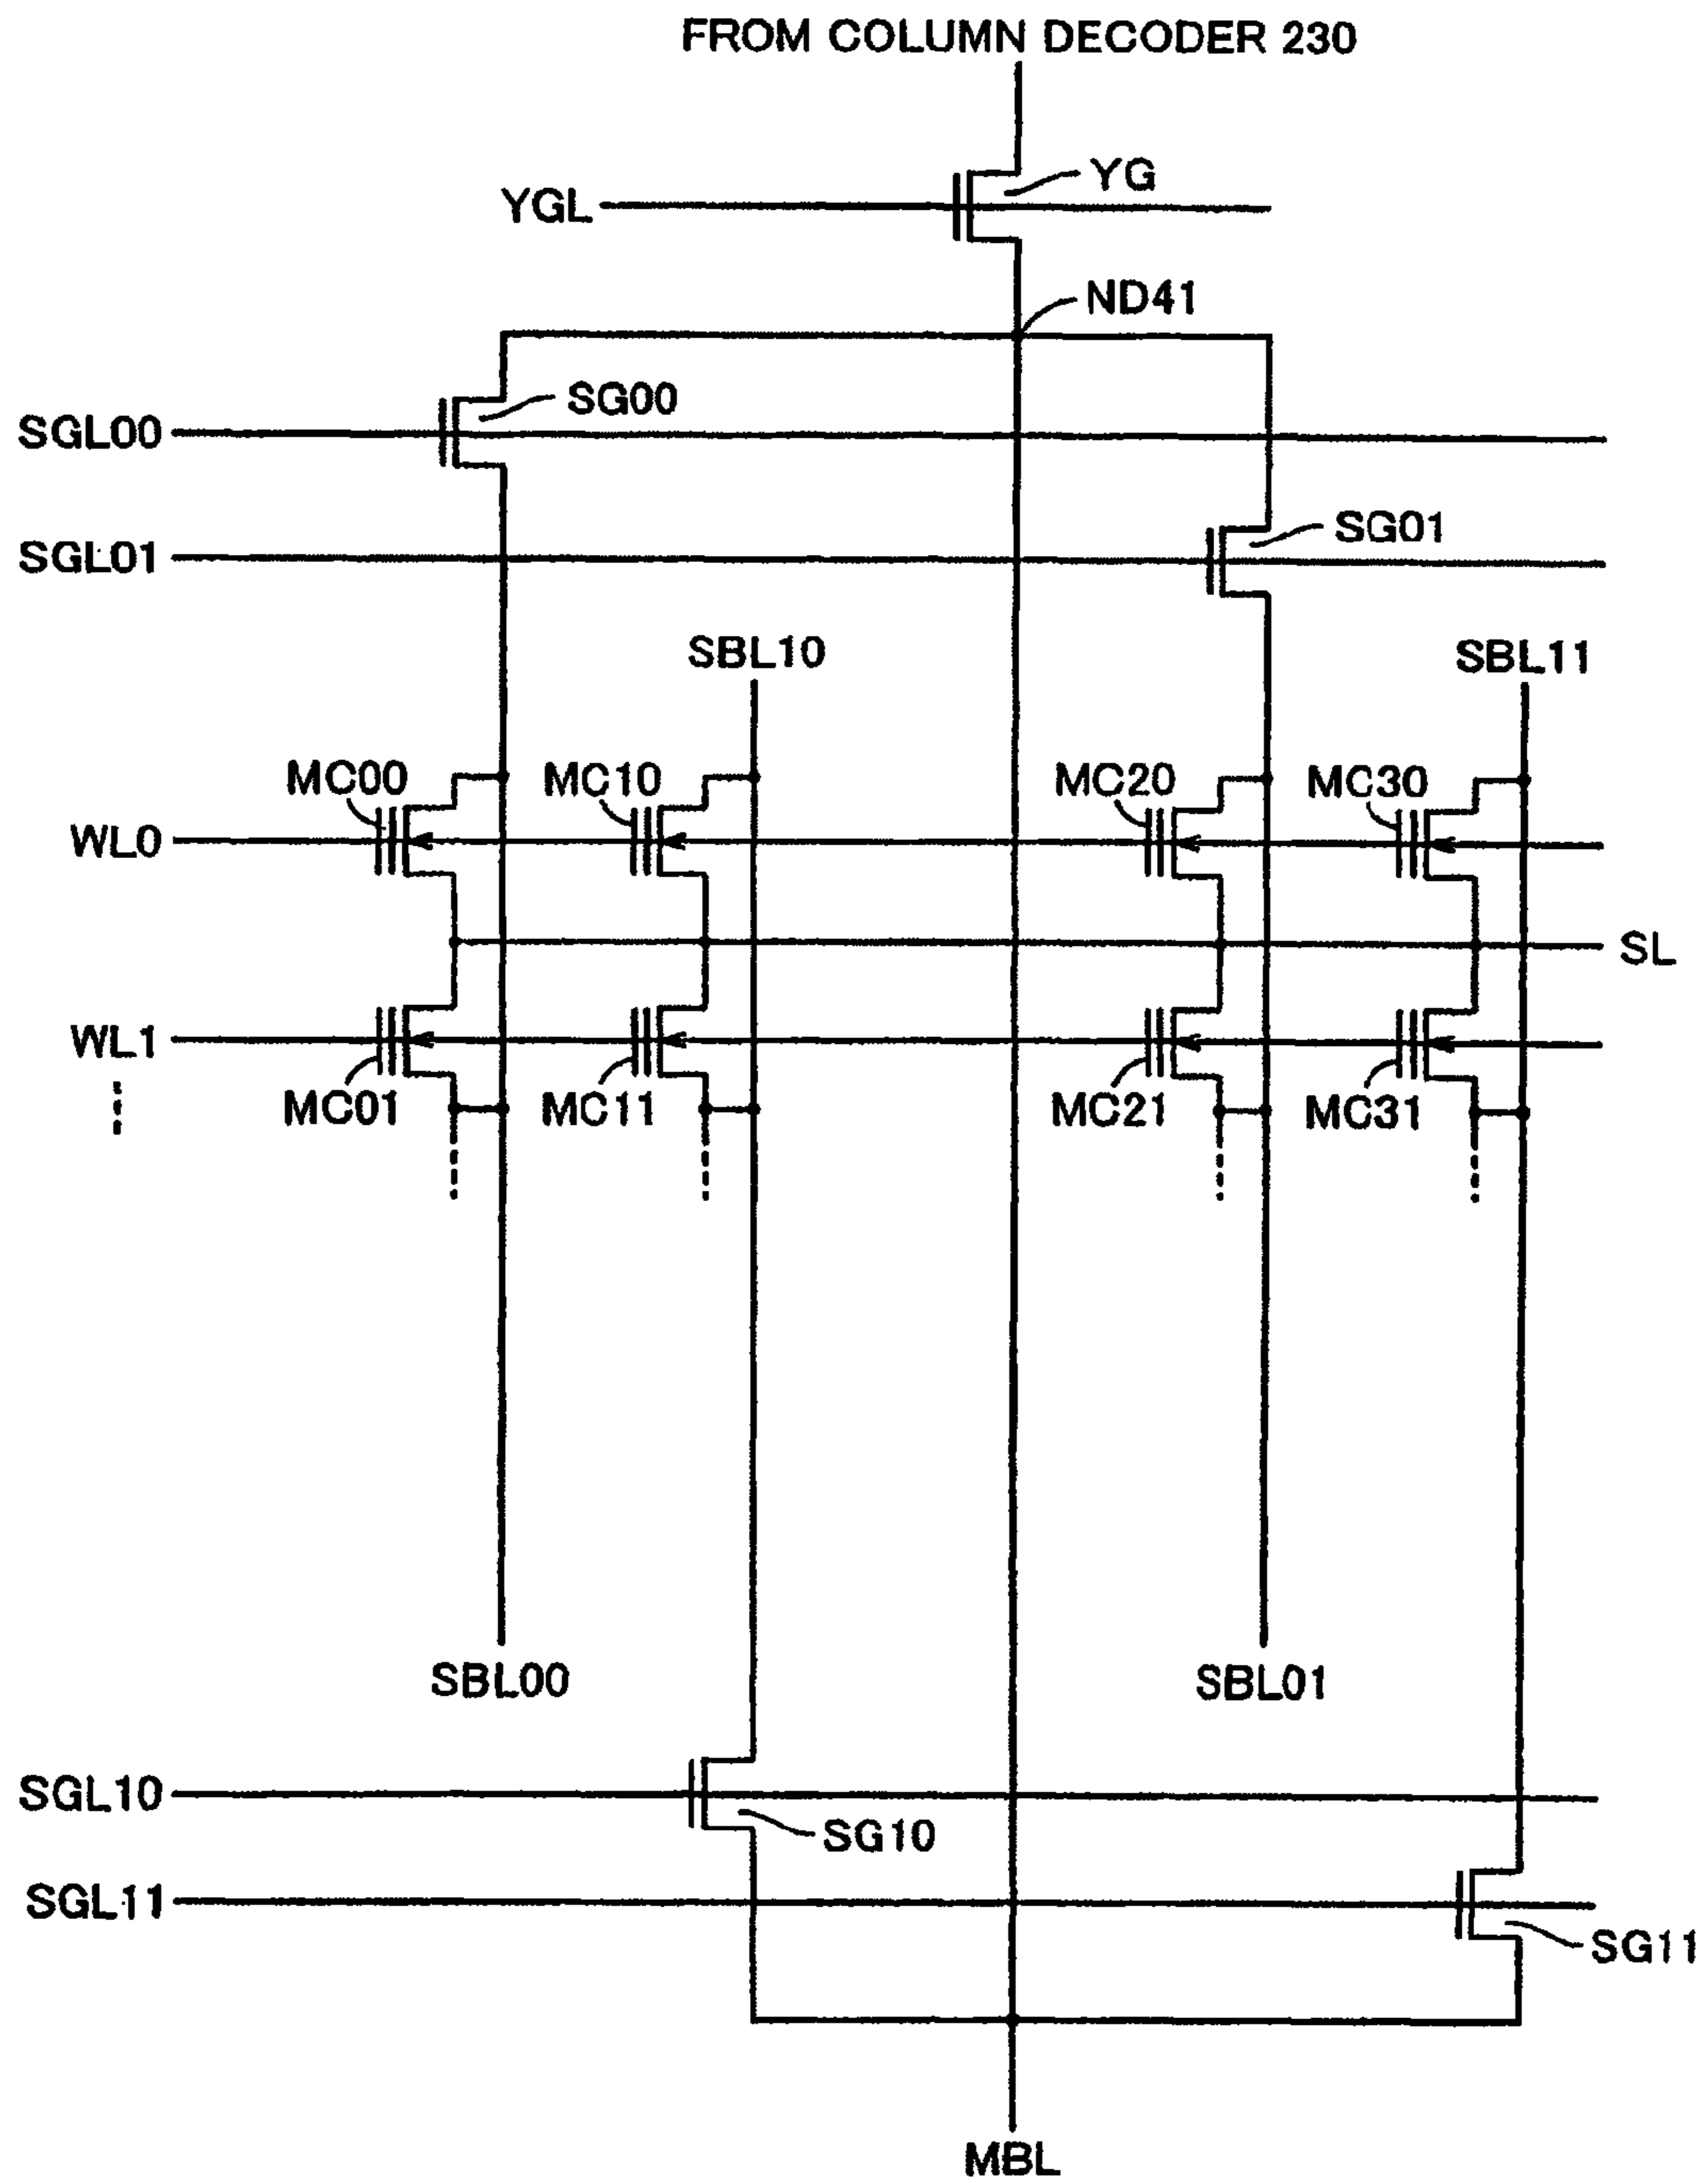 FROM COLUMN DECODER 230
YG
YGL
ND41
SG00
SGL00
SG01
SGL01
SBL10
SBL11
MC00
MC10
MC20
MC30
WL0
SL
WL1
MC01
MC11
MC21
MC31
SBL00
SBL01
SGL10
SG10
SGL11
SG11
MBL